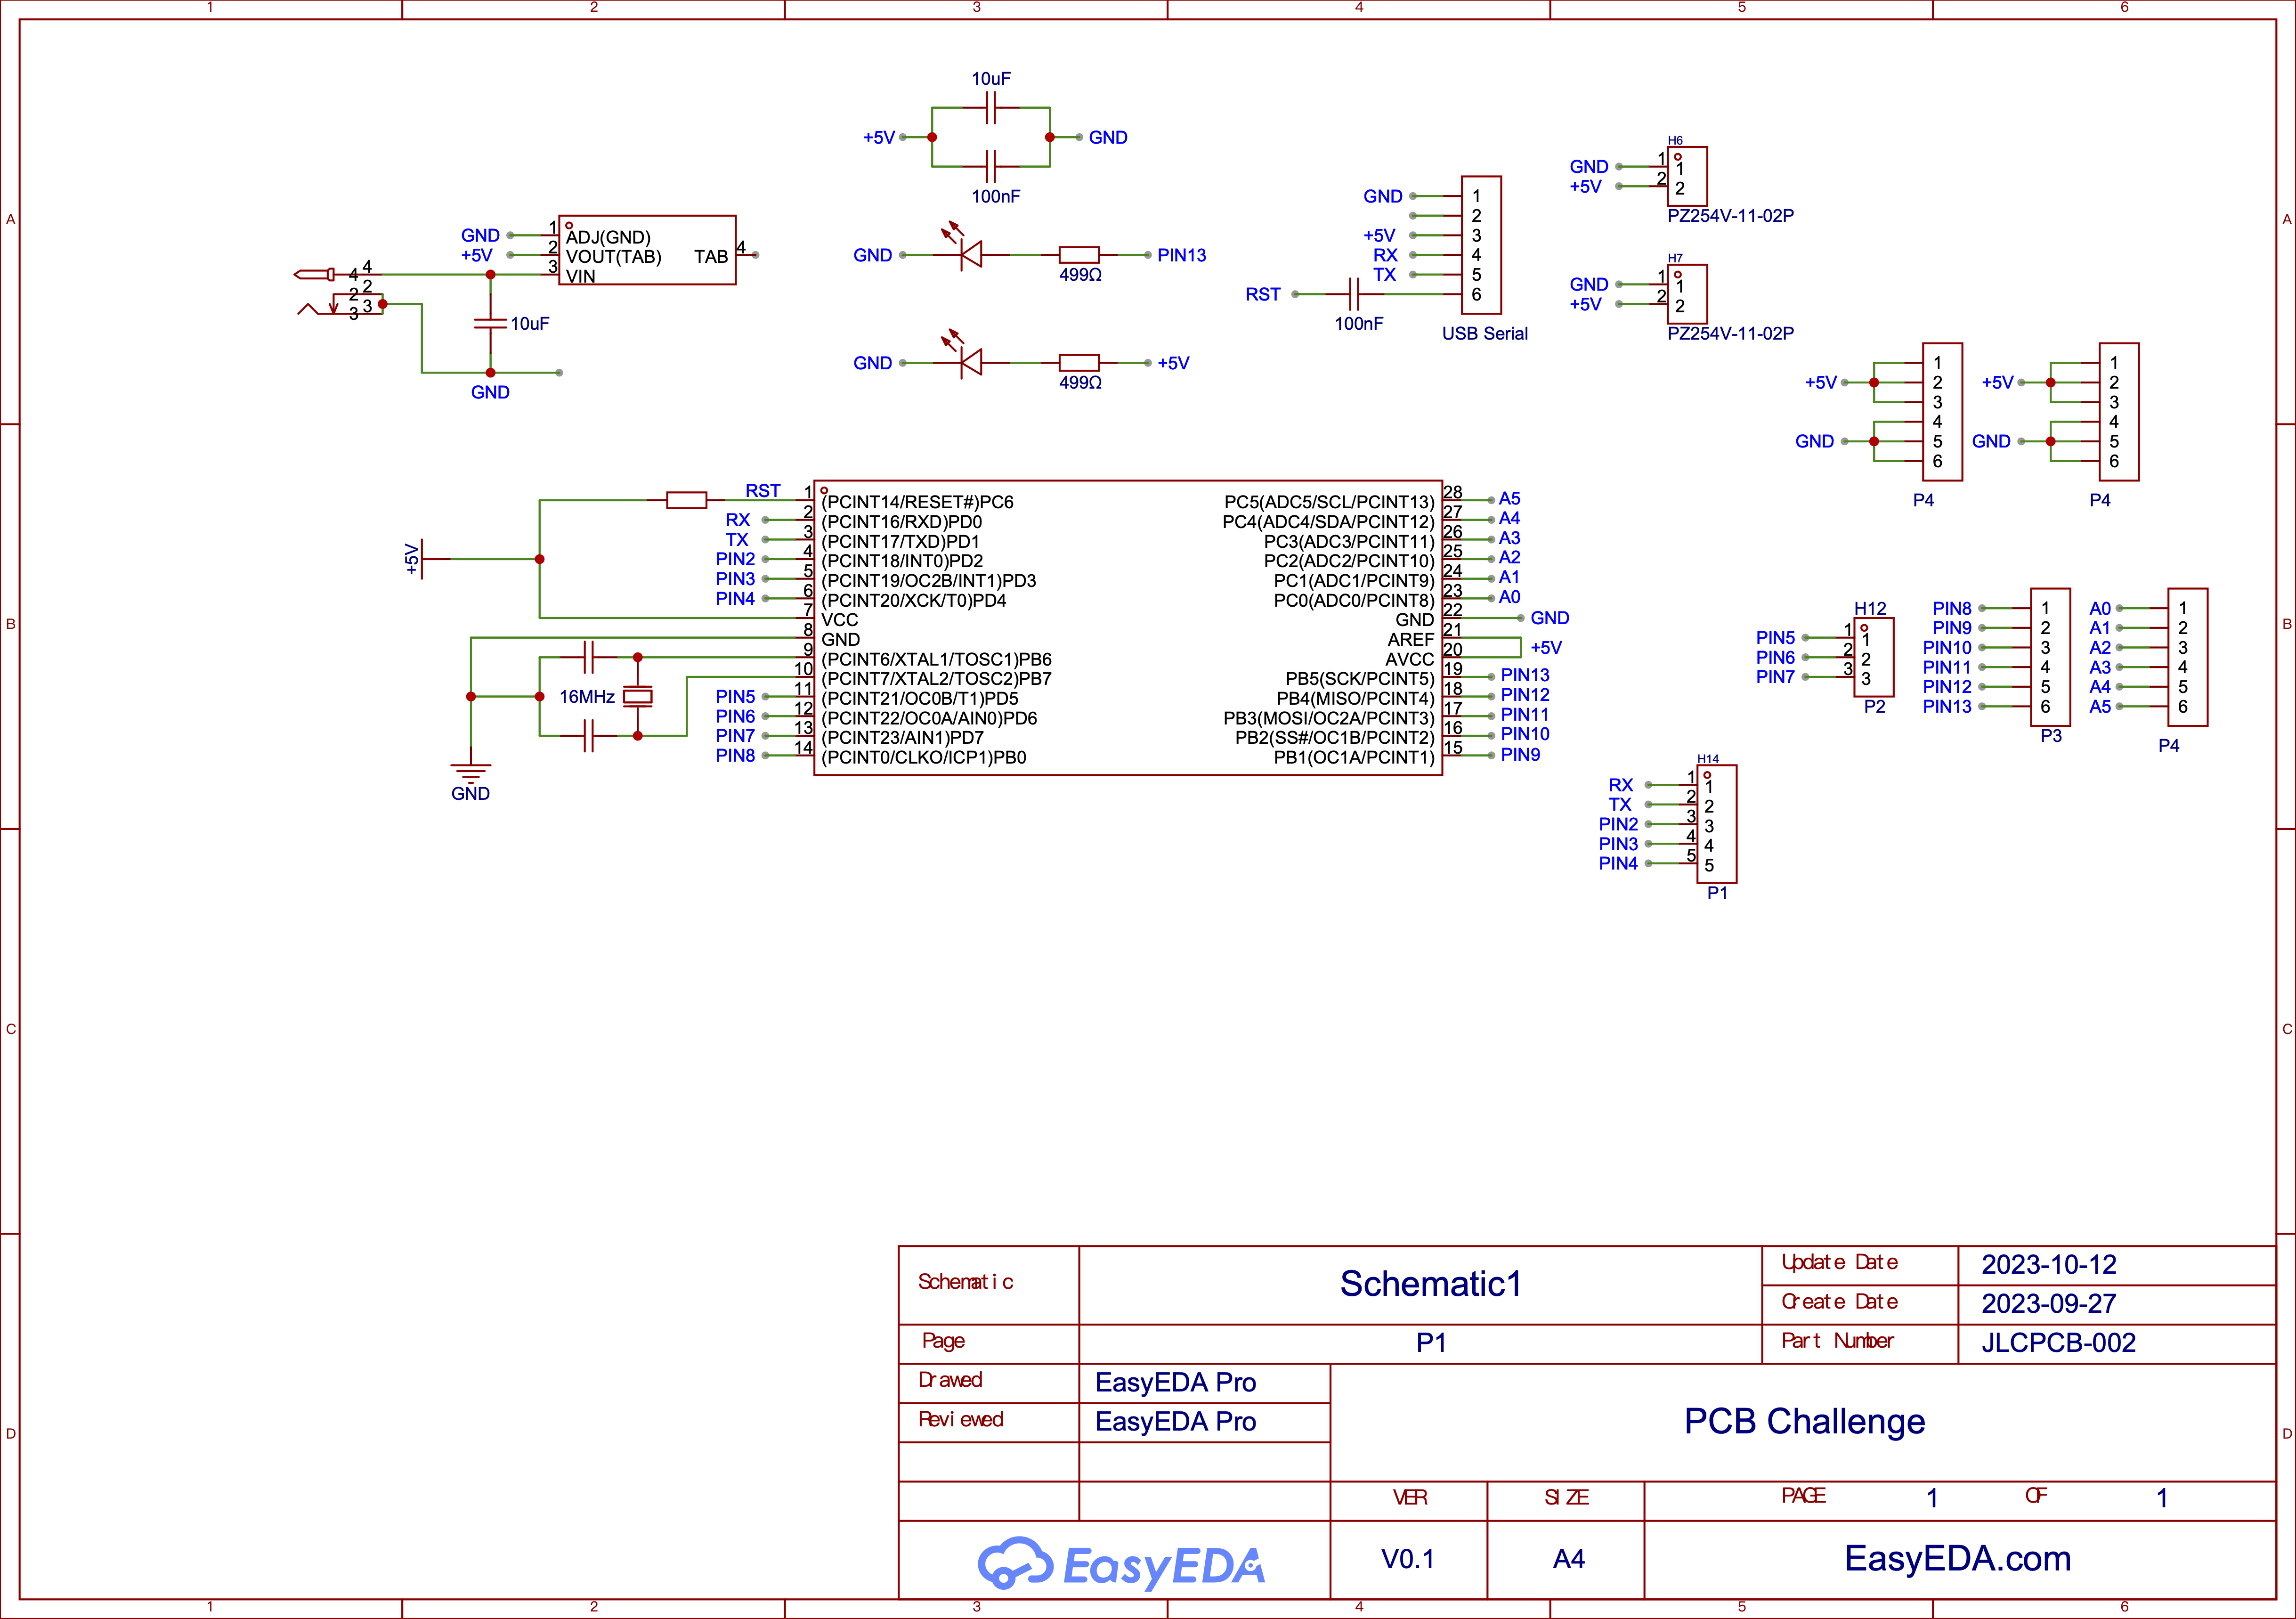 1 2 3 4 5 6
A
B
C
D
A
B
C
D
10uF
+5V GND
100nF
GND
+5V
1
2
3
ADJ(GND)
VOUT(TAB)
VIN
TAB
4
4
4
2
2
3
3
10uF
GND
GND 499Ω PIN13
GND 499Ω +5V
GND 1
2
+5V 3
RX 4
TX 5
RST 6
100nF
USB Serial
H6
GND 1 1
+5V 2 2
PZ254V-11-02P
H7
GND 1 1
+5V 2 2
PZ254V-11-02P
1
+5V 2
3
4
GND 5
6
P4
1
+5V 2
3
4
GND 5
6
P4
+5V
RST 1 (PCINT14/RESET#)PC6
RX 2 (PCINT16/RXD)PD0
TX 3 (PCINT17/TXD)PD1
PIN2 4 (PCINT18/INT0)PD2
PIN3 5 (PCINT19/OC2B/INT1)PD3
PIN4 6 (PCINT20/XCK/T0)PD4
7 VCC
8 GND
9 (PCINT6/XTAL1/TOSC1)PB6
10 (PCINT7/XTAL2/TOSC2)PB7
PIN5 11 (PCINT21/OC0B/T1)PD5
PIN6 12 (PCINT22/OC0A/AIN0)PD6
PIN7 13 (PCINT23/AIN1)PD7
PIN8 14 (PCINT0/CLKO/ICP1)PB0
16MHz
GND
PC5(ADC5/SCL/PCINT13) 28 A5
PC4(ADC4/SDA/PCINT12) 27 A4
PC3(ADC3/PCINT11) 26 A3
PC2(ADC2/PCINT10) 25 A2
PC1(ADC1/PCINT9) 24 A1
PC0(ADC0/PCINT8) 23 A0
GND 22 GND
AREF 21
+5V
AVCC 20
PB5(SCK/PCINT5) 19 PIN13
PB4(MISO/PCINT4) 18 PIN12
PB3(MOSI/OC2A/PCINT3) 17 PIN11
PB2(SS#/OC1B/PCINT2) 16 PIN10
PB1(OC1A/PCINT1) 15 PIN9
H12
PIN5 1 1
PIN6 2 2
PIN7 3 3
P2
PIN8 1
PIN9 2
PIN10 3
PIN11 4
PIN12 5
PIN13 6
P3
A0 1
A1 2
A2 3
A3 4
A4 5
A5 6
P4
H14
RX 1 1
TX 2 2
PIN2 3 3
PIN3 4 4
PIN4 5 5
P1
Schematic Schematic1
Update Date 2023-10-12
Create Date 2023-09-27
Page P1
Part Number JLCPCB-002
Drawed EasyEDA Pro
Reviewed EasyEDA Pro
PCB Challenge
VER SIZE PAGE 1 OF 1
EasyEDA V0.1 A4 EasyEDA.com
1 2 3 4 5 6